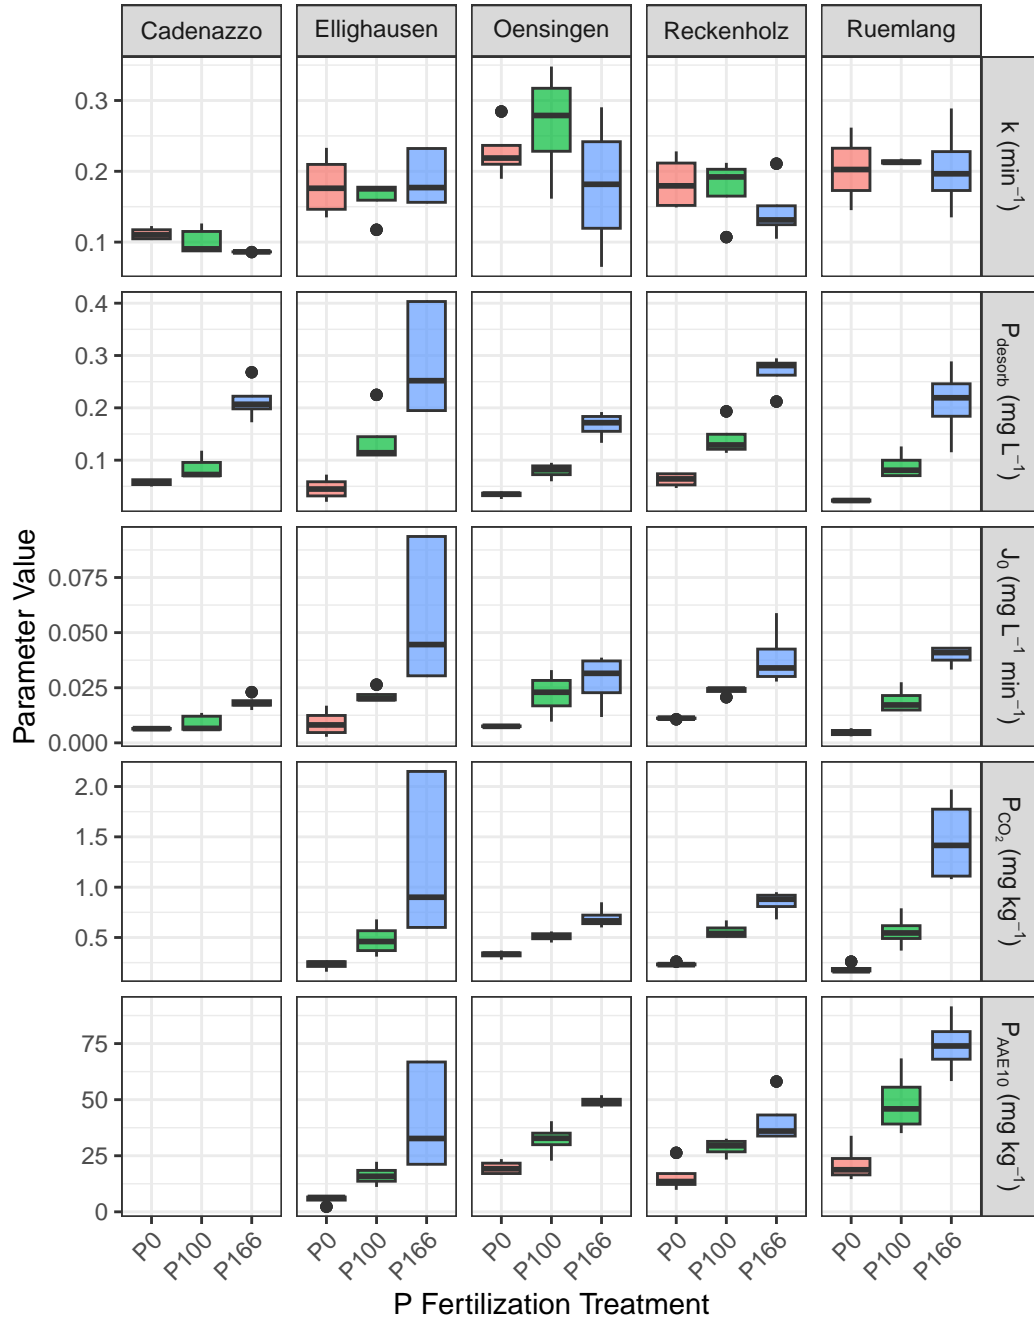 Cadenazzo Ellighausen Oensingen Reckenholz Ruemlang
0.3
0.2
0.1
k (min⁻¹)
0.4
0.3
0.2
0.1
P_desorb (mg L⁻¹)
0.075
0.050
0.025
0.000
J₀ (mg L⁻¹ min⁻¹)
2.0
1.5
1.0
0.5
P_CO₂ (mg kg⁻¹)
75
50
25
0
P_AAE10 (mg kg⁻¹)
Parameter Value
P0 P100 P166 P0 P100 P166 P0 P100 P166 P0 P100 P166 P0 P100 P166
P Fertilization Treatment